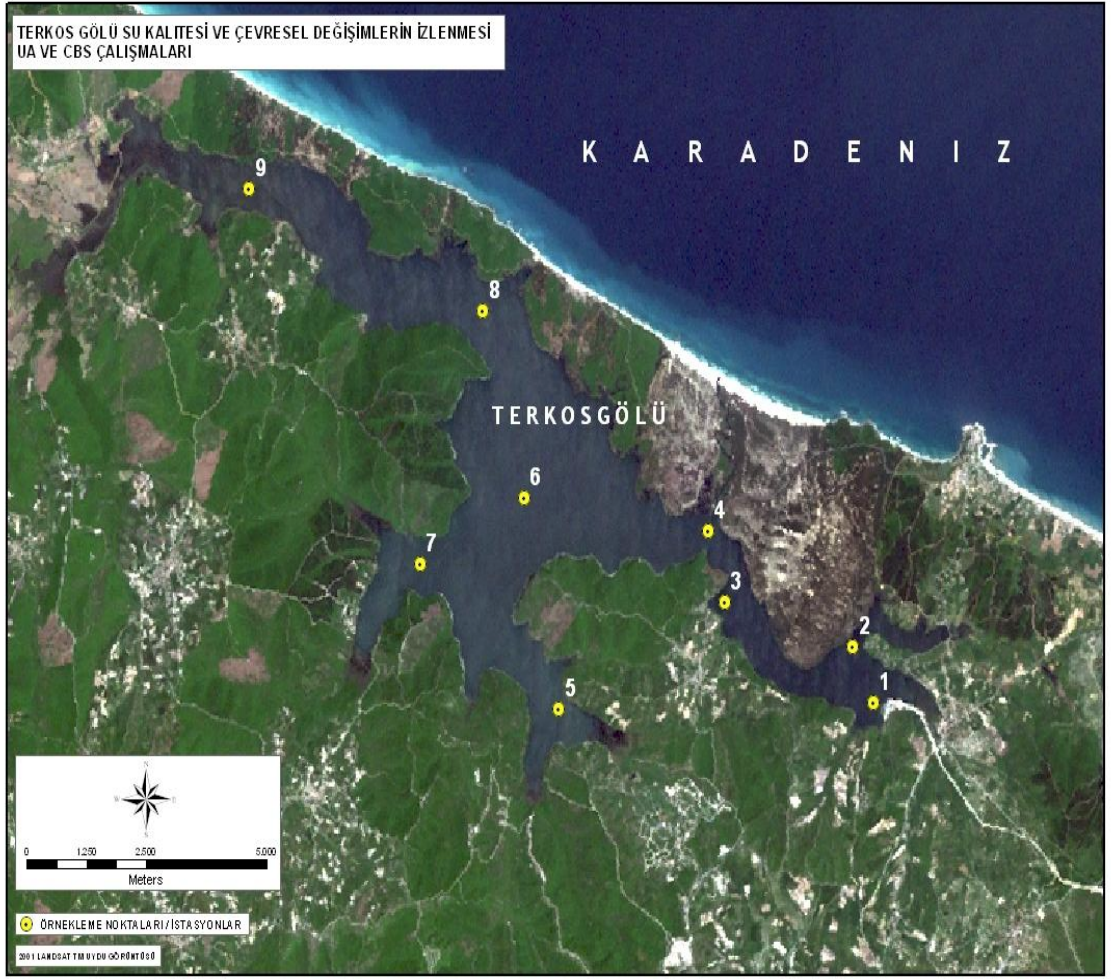 TERKOS GÖLÜ SU KALİTESİ VE ÇEVRESEL DEĞİŞİMLERİN İZLENMESİ
UA VE CBS ÇALIŞMALARI
K A R A D E N I Z
9
8
TERKOSGÖLÜ
6
4
7
3
2
5
1
N
W E
S
0 1.250 2.500 5.000
Meters
ÖRNEKLEME NOKTALARI/İSTASYONLAR
2001 LANDSAT TM UYDU GÖRÜNTÜSÜ